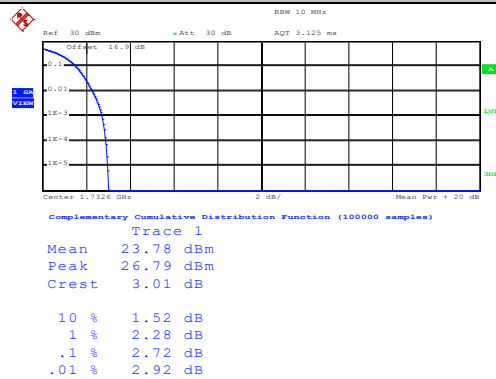 RBW 10 MHz
Ref 30 dBm Att 30 dB AQT 3.125 ms
Offset 16.9 dB
0.1
A
0.01
1 SA
VIEW
1E-3
1E-4
1E-5
Center 1.7326 GHz 2 dB/ Mean Pwr + 20 dB
Complementary Cumulative Distribution Function (100000 samples)
Trace 1
Mean 23.78 dBm
Peak 26.79 dBm
Crest 3.01 dB
10 % 1.52 dB
1 % 2.28 dB
.1 % 2.72 dB
.01 % 2.92 dB